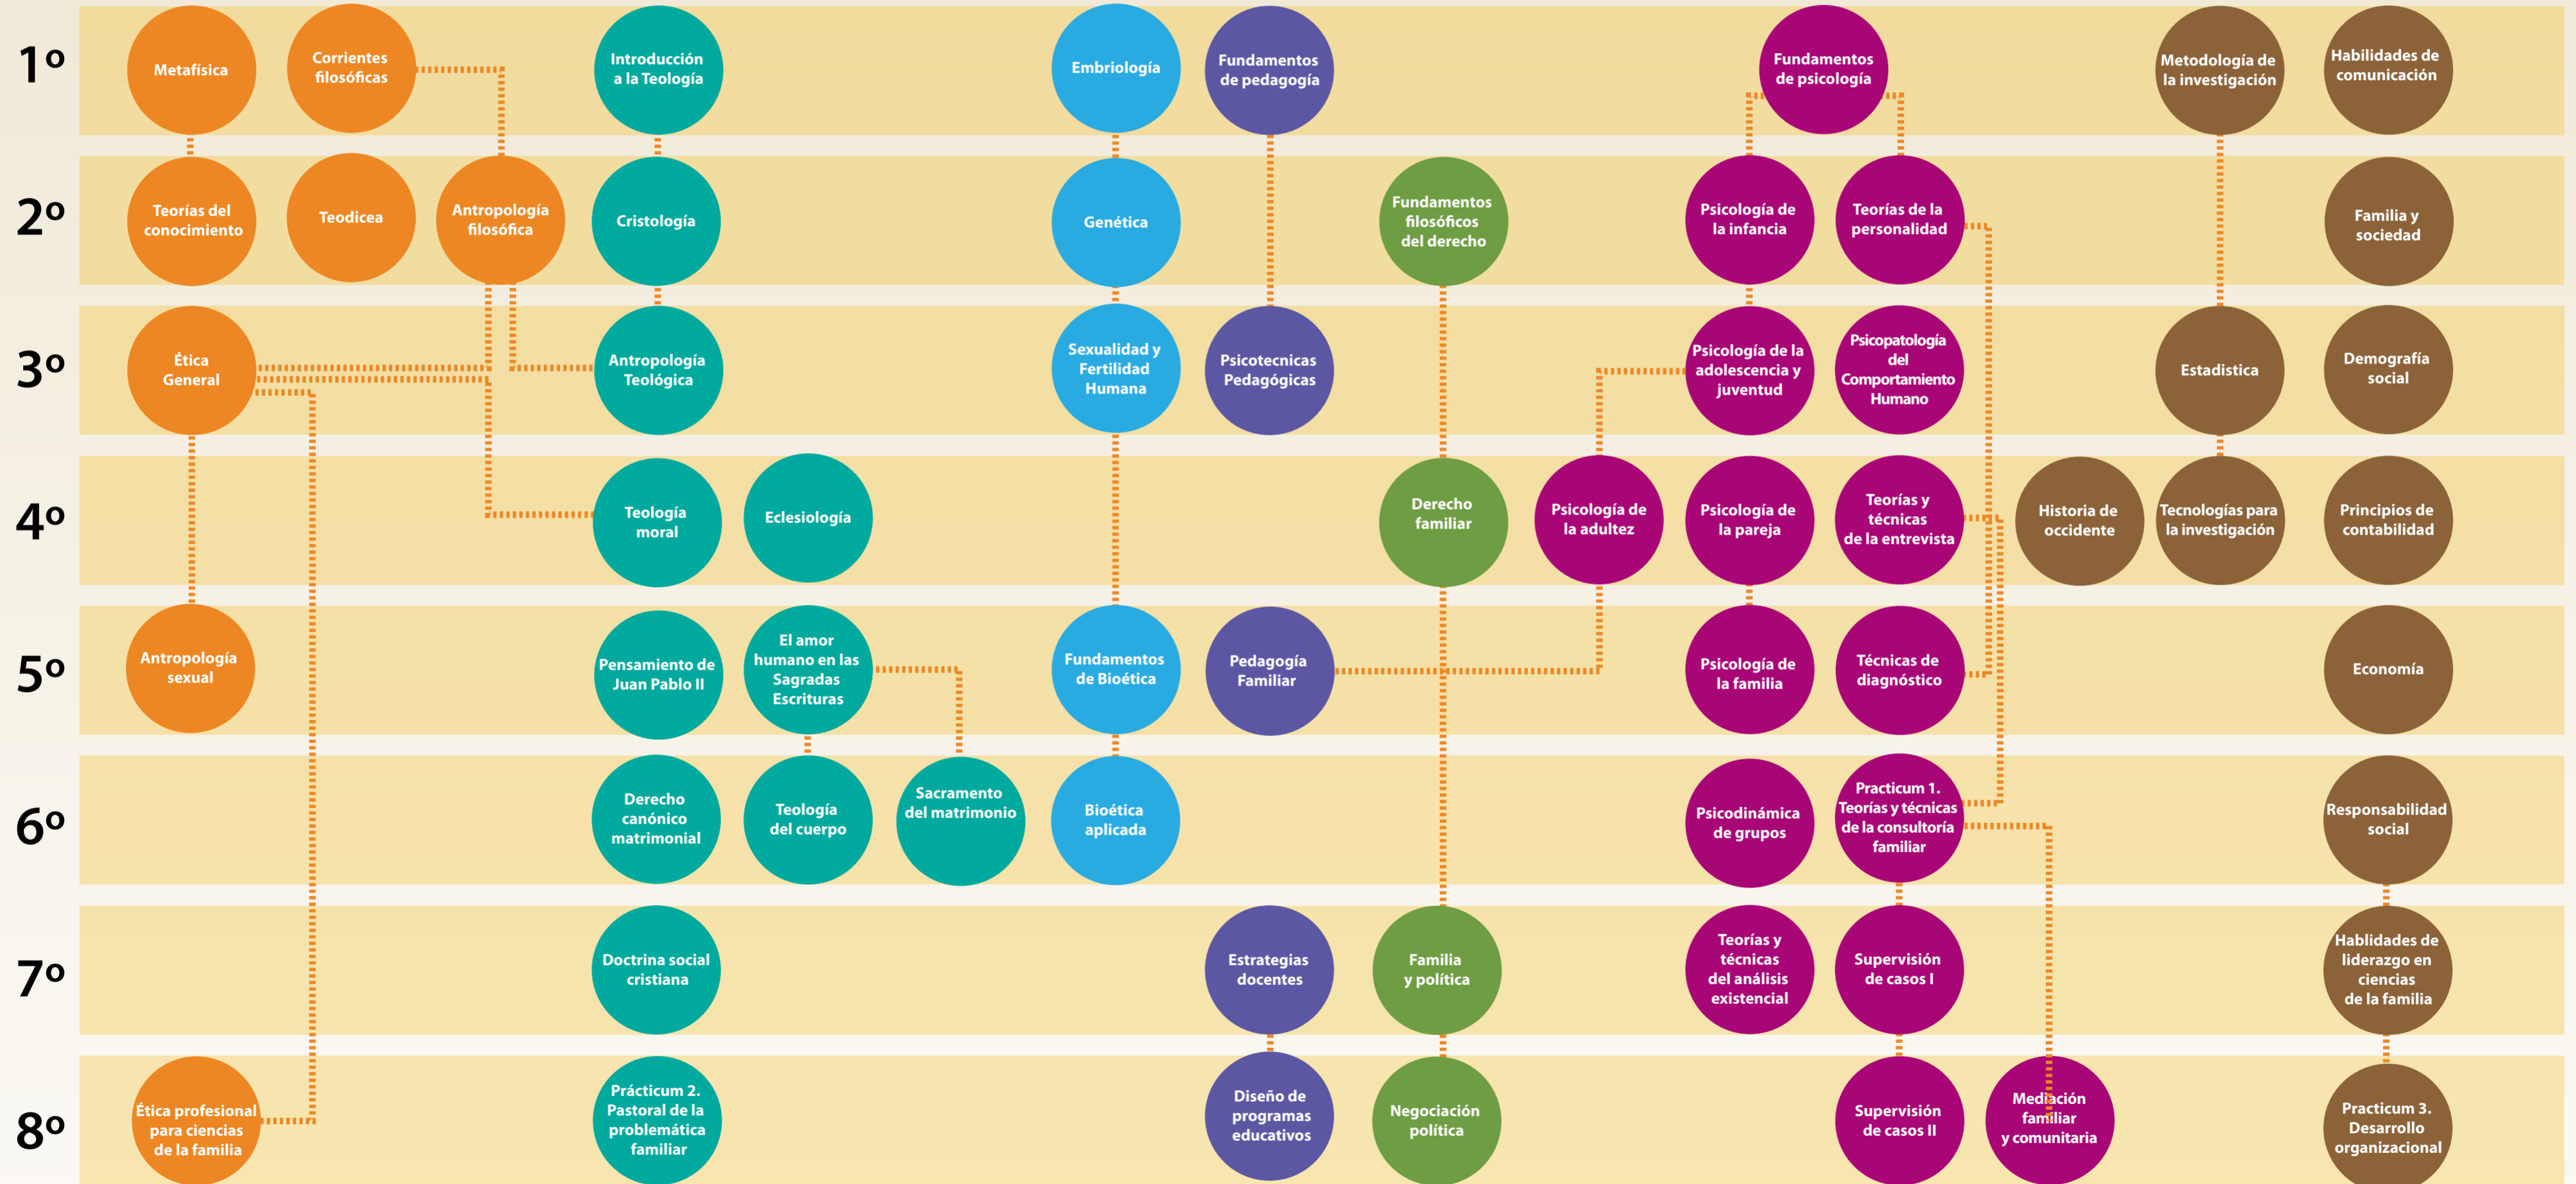 1º
Metafísica
Corrientes
filosóficas
Introducción
a la Teología
Embriología
Fundamentos
de pedagogía
Fundamentos
de psicología
Metodología de
la investigación
Habilidades de
comunicación
2º
Teorías del
conocimiento
Teodicea
Antropología
filosófica
Cristología
Genética
Fundamentos
filosóficos
del derecho
Psicología de
la infancia
Teorías de la
personalidad
Familia y
sociedad
3º
Ética
General
Antropología
Teológica
Sexualidad y
Fertilidad
Humana
Psicotecnicas
Pedagógicas
Psicología de la
adolescencia y
juventud
Psicopatología
del
Comportamiento
Humano
Estadistica
Demografía
social
4º
Teología
moral
Eclesiología
Derecho
familiar
Psicología de
la adultez
Psicología de
la pareja
Teorías y
técnicas
de la entrevista
Historia de
occidente
Tecnologías para
la investigación
Principios de
contabilidad
5º
Antropología
sexual
Pensamiento de
Juan Pablo II
El amor
humano en las
Sagradas
Escrituras
Fundamentos
de Bioética
Pedagogía
Familiar
Psicología de
la familia
Técnicas de
diagnóstico
Economía
6º
Derecho
canónico
matrimonial
Teología
del cuerpo
Sacramento
del matrimonio
Bioética
aplicada
Psicodinámica
de grupos
Practicum 1.
Teorías y técnicas
de la consultoría
familiar
Responsabilidad
social
7º
Doctrina social
cristiana
Estrategias
docentes
Familia
y política
Teorías y
técnicas
del análisis
existencial
Supervisión
de casos I
Hablidades de
liderazgo en
ciencias
de la familia
8º
Ética profesional
para ciencias
de la familia
Prácticum 2.
Pastoral de la
problemática
familiar
Diseño de
programas
educativos
Negociación
política
Supervisión
de casos II
Mediación
familiar
y comunitaria
Practicum 3.
Desarrollo
organizacional